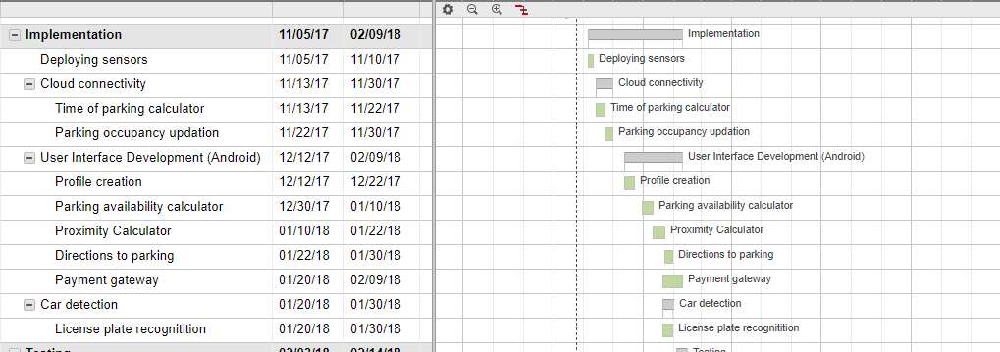 Implementation 11/05/17 02/09/18 Implementation
Deploying sensors 11/05/17 11/10/17 Deploying sensors
Cloud connectivity 11/13/17 11/30/17 Cloud connectivity
Time of parking calculator 11/13/17 11/22/17 Time of parking calculator
Parking occupancy updation 11/22/17 11/30/17 Parking occupancy updation
User Interface Development (Android) 12/12/17 02/09/18 User Interface Development (Android)
Profile creation 12/12/17 12/22/17 Profile creation
Parking availability calculator 12/30/17 01/10/18 Parking availability calculator
Proximity Calculator 01/10/18 01/22/18 Proximity Calculator
Directions to parking 01/22/18 01/30/18 Directions to parking
Payment gateway 01/20/18 02/09/18 Payment gateway
Car detection 01/20/18 01/30/18 Car detection
License plate recognitition 01/20/18 01/30/18 License plate recognitition
Testing Testing